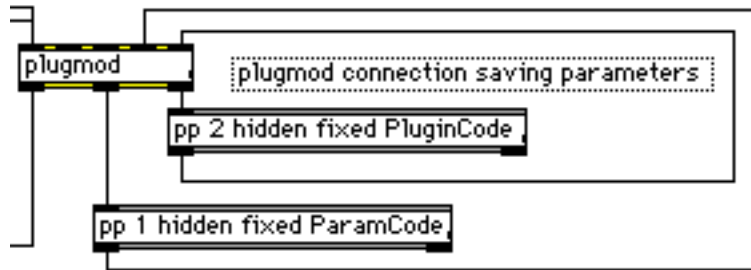 plugmod
plugmod connection saving parameters
pp 2 hidden fixed PluginCode
pp 1 hidden fixed ParamCode